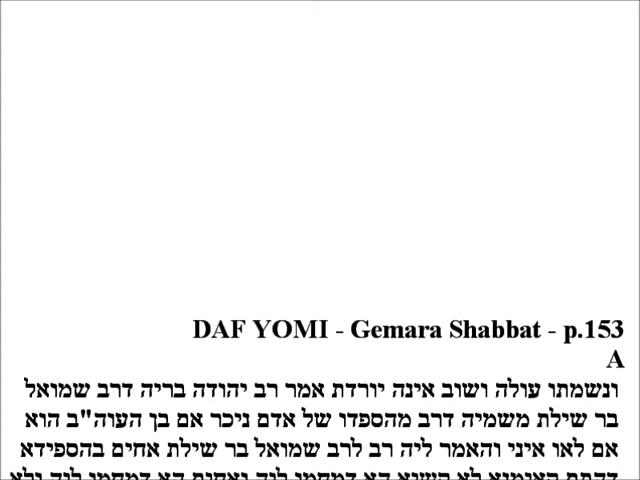 DAF YOMI - Gemara Shabbat - p.153
A
ונשמתו עולה ושוב אינה יורדת אמר רב יהודה בריה דרב שמואל
בר שילת משמיה דרב מהספדו של אדם ניכר אם בן העוה"ב הוא
אם לאו איני והאמר ליה רב לרב שמואל בר שילת אחים בהספידא